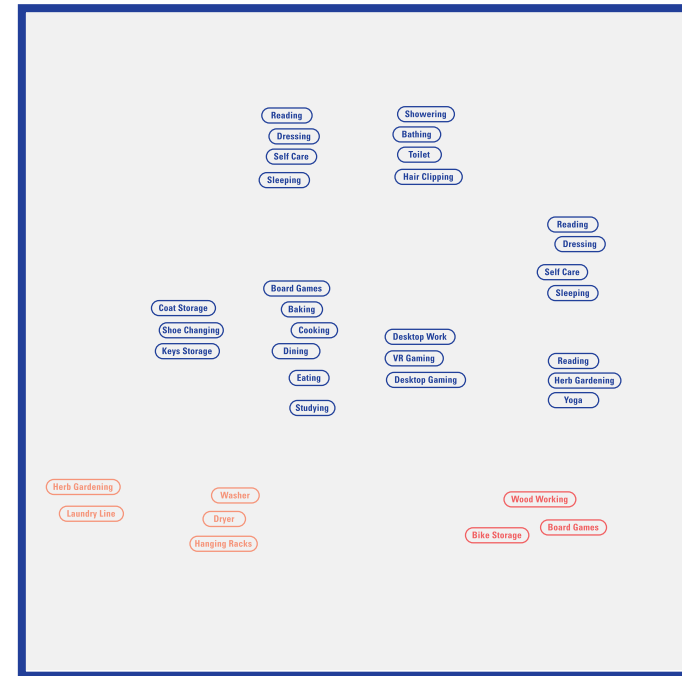 Reading
Dressing
Self Care
Sleeping
Showering
Bathing
Toilet
Hair Clipping
Reading
Dressing
Self Care
Sleeping
Coat Storage
Shoe Changing
Keys Storage
Board Games
Baking
Cooking
Dining
Eating
Studying
Desktop Work
VR Gaming
Desktop Gaming
Reading
Herb Gardening
Yoga
Herb Gardening
Laundry Line
Washer
Dryer
Hanging Racks
Wood Working
Board Games
Bike Storage